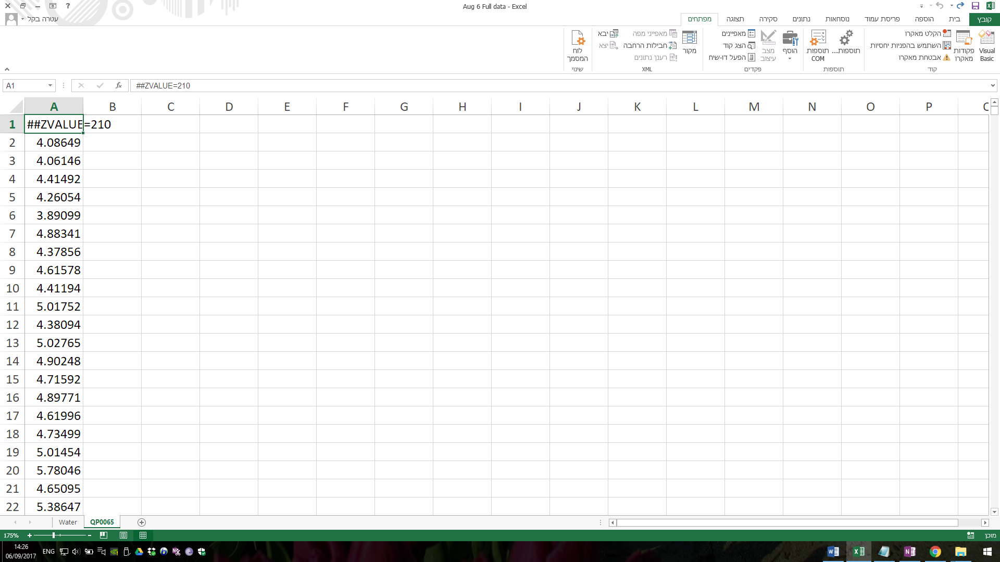 Aug 6 Full data - Excel
עטרה בקל
קובץ בית הוספה פריסת עמוד נוסחאות נתונים סקירה תצוגה מפתחים
Visual Basic
פקודות מאקרו
הקלט מאקרו
השתמש בהפניות יחסיות
אבטחת מאקרו
קוד
תוספות...
תוספות COM
תוספות
הוסף
מצב עיצוב
מאפיינים
הצג קוד
הפעל דו-שיח
פקדים
מקור
מאפייני מפה
חבילות הרחבה
רענן נתונים
יבא
יצא
XML
לוח המסמך
שינוי
A1
fx
##ZVALUE=210
A B C D E F G H I J K L M N O P
1 ##ZVALUE=210
2 4.08649
3 4.06146
4 4.41492
5 4.26054
6 3.89099
7 4.88341
8 4.37856
9 4.61578
10 4.41194
11 5.01752
12 4.38094
13 5.02765
14 4.90248
15 4.71592
16 4.89771
17 4.61996
18 4.73499
19 5.01454
20 5.78046
21 4.65095
22 5.38647
Water QP0065
175%
מוכן
14:26
06/09/2017
ENG